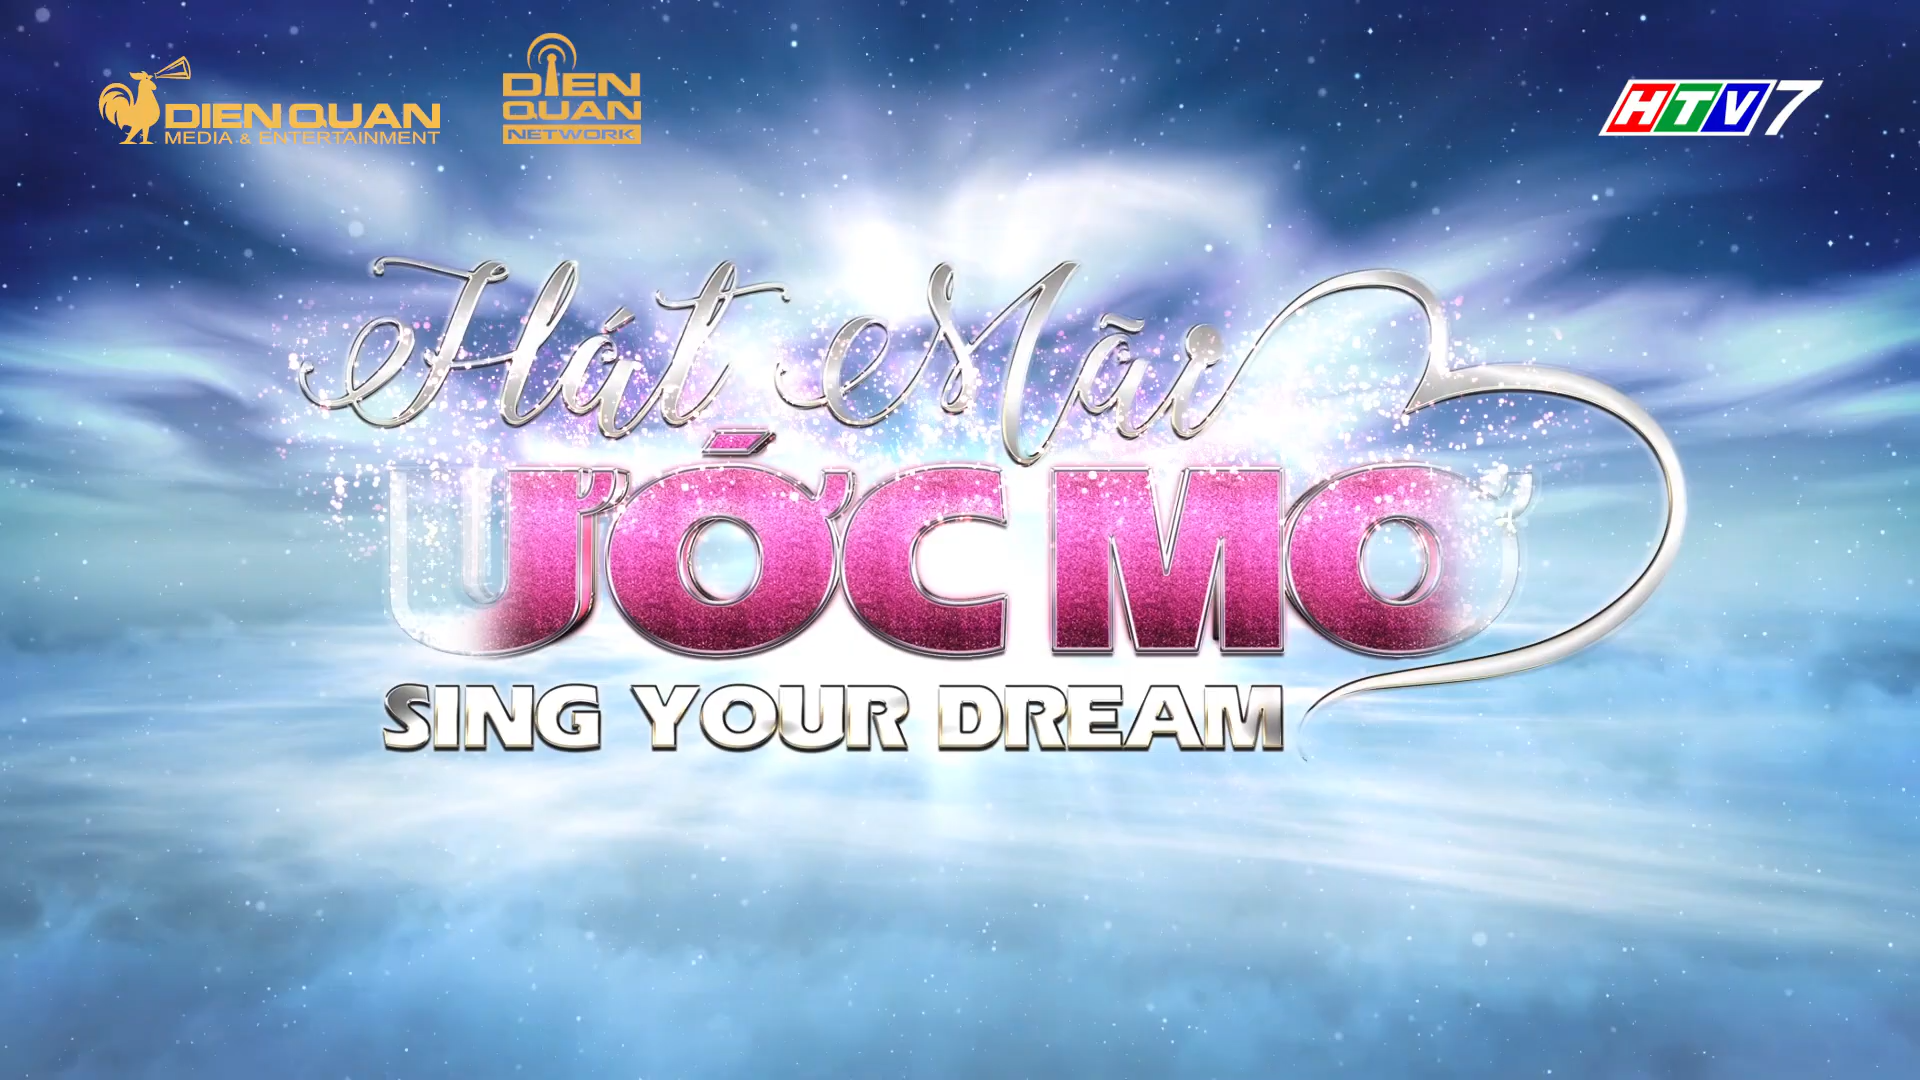 DIEN QUAN
MEDIA & ENTERTAINMENT
DIEN
QUAN
NETWORK
HTV7
Hát Mãi
ƯỚC MƠ
SING YOUR DREAM